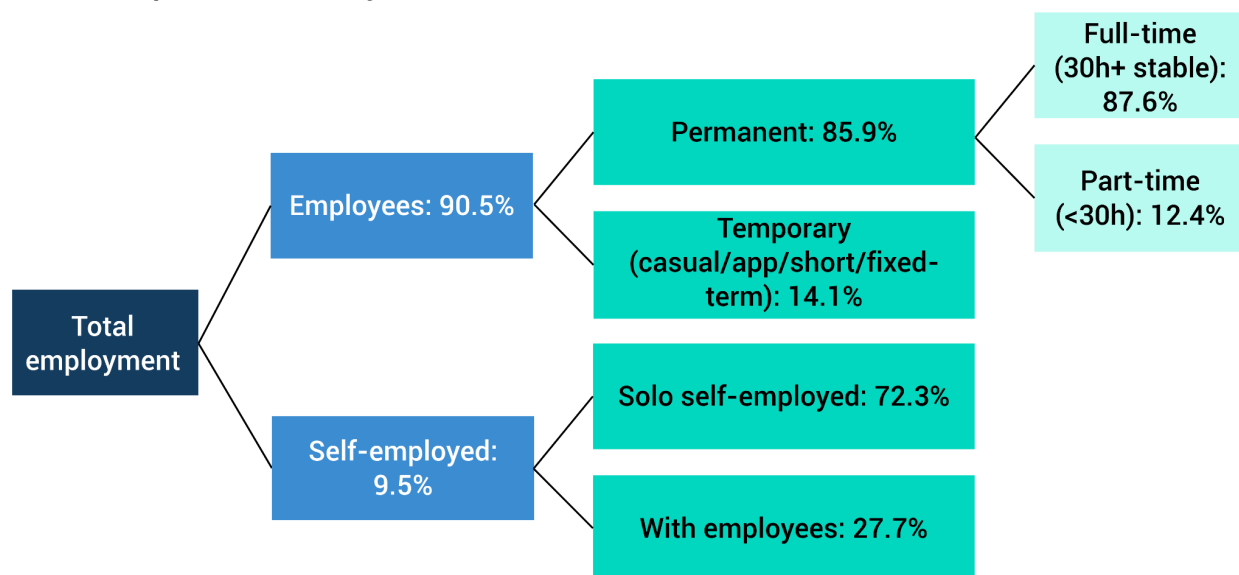 Total
employment
Employees: 90.5%
Self-employed:
9.5%
Permanent: 85.9%
Temporary
(casual/app/short/fixed-
term): 14.1%
Solo self-employed: 72.3%
With employees: 27.7%
Full-time
(30h+ stable):
87.6%
Part-time
(<30h): 12.4%